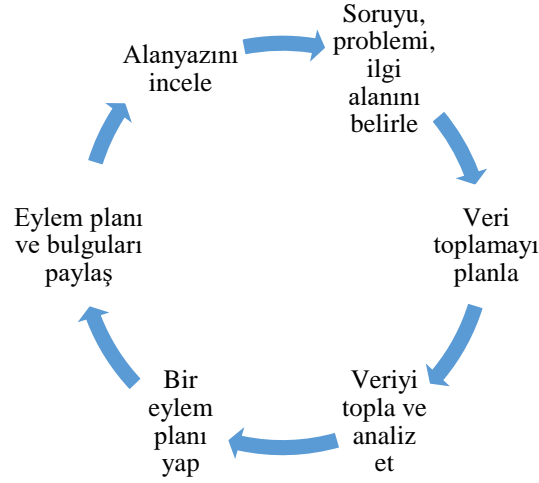 Soruyu,
problemi,
ilgi
alanını
belirle
Veri
toplamayı
planla
Veriyi
topla ve
analiz
et
Bir
eylem
planı
yap
Eylem planı
ve bulguları
paylaş
Alanyazını
incele